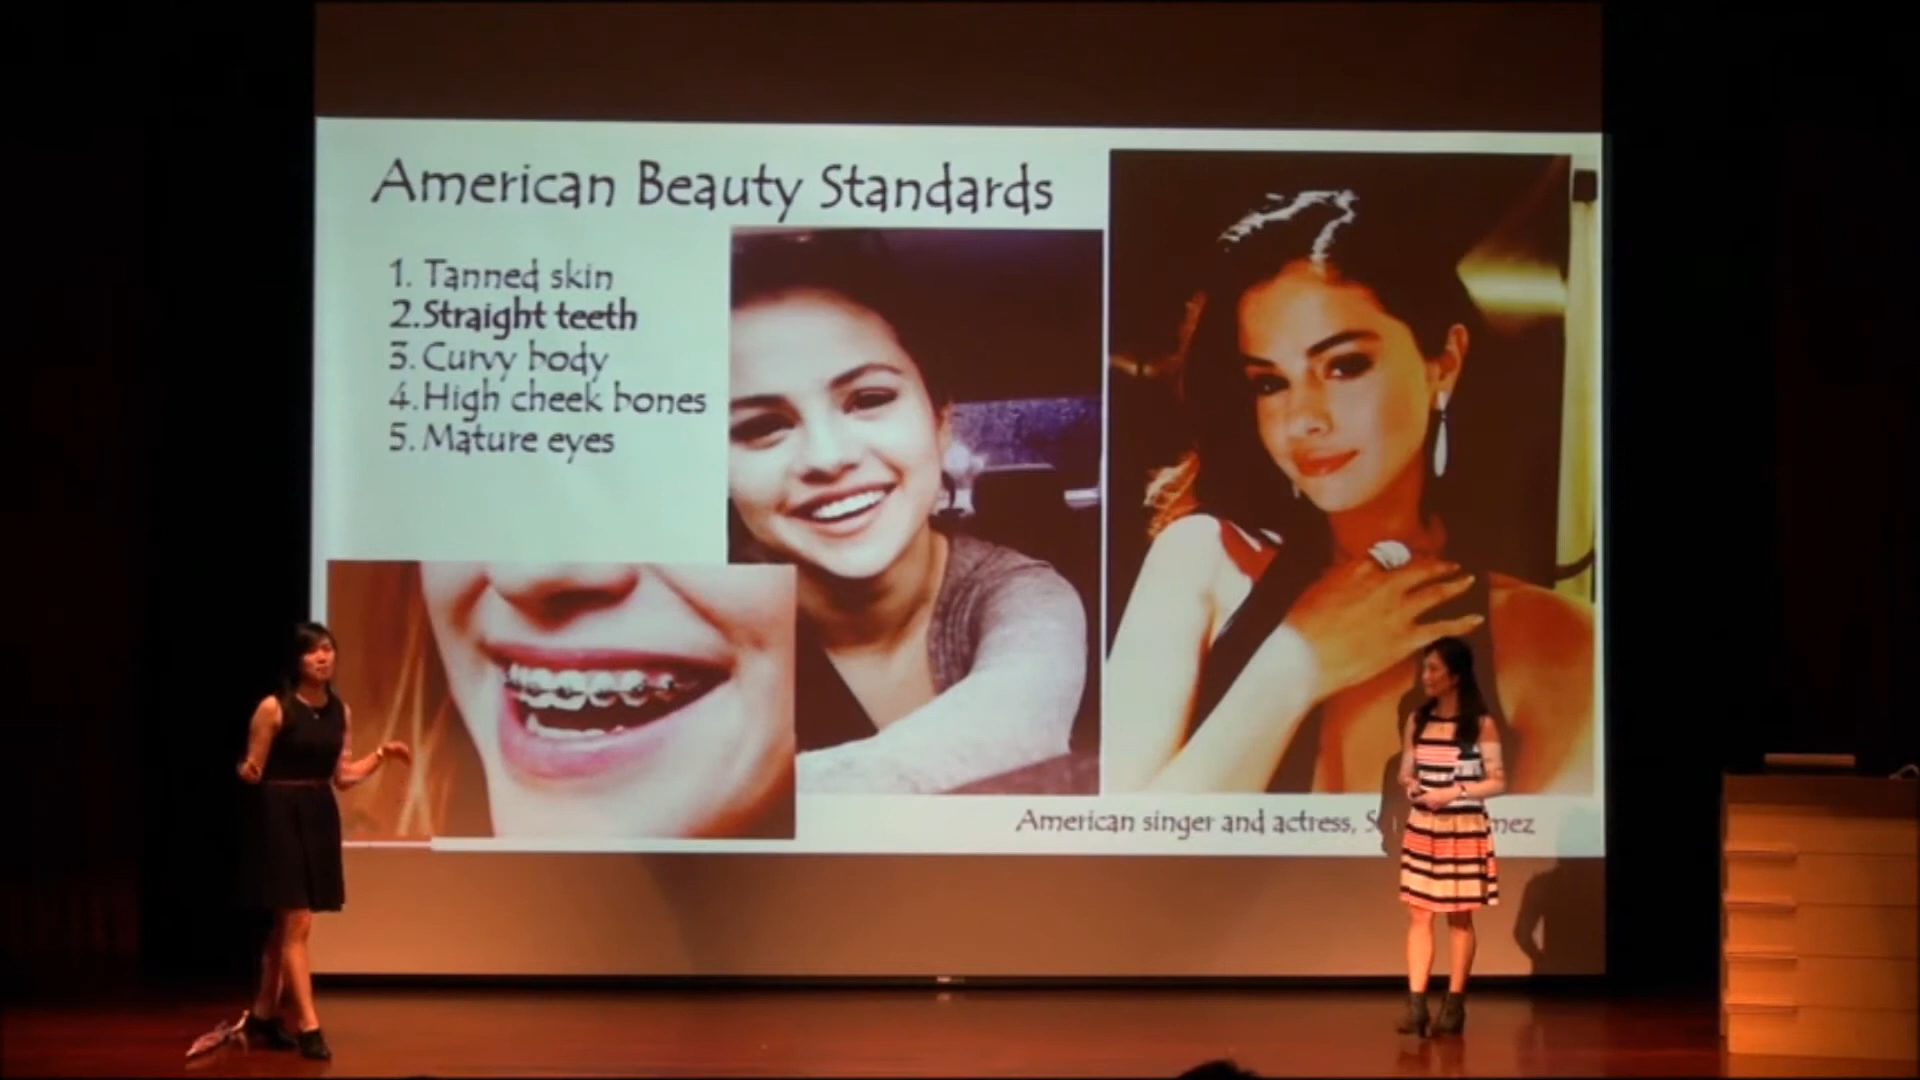 American Beauty Standards
1. Tanned skin
2. Straight teeth
3. Curvy body
4. High cheek bones
5. Mature eyes
American singer and actress,